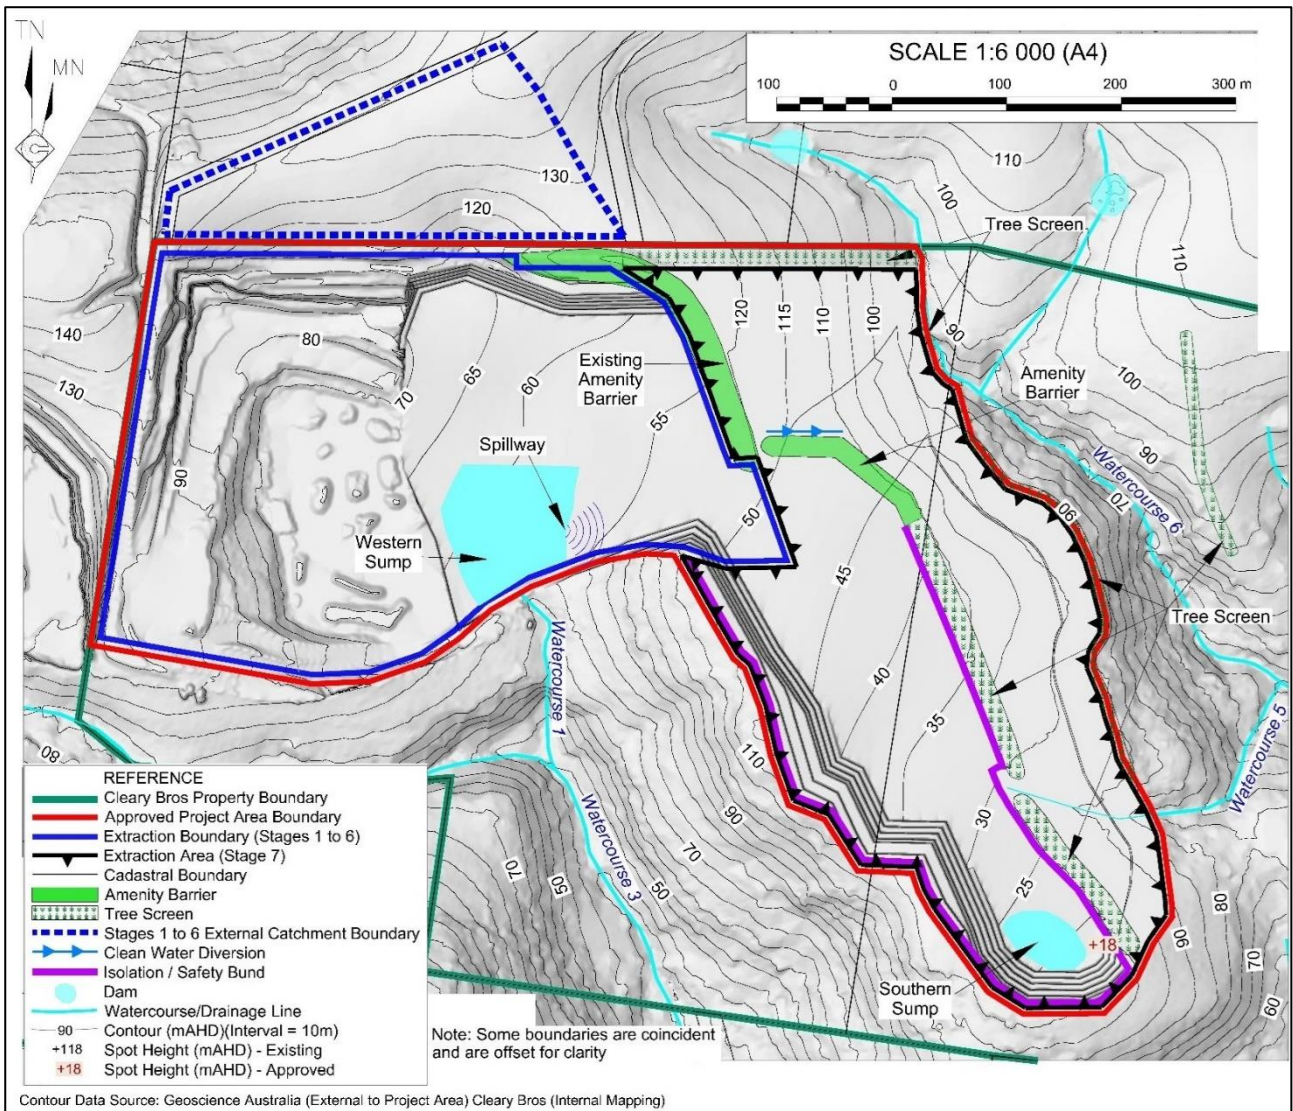 TN
MN
SCALE 1:6 000 (A4)
100
0
100
200
300 m
130
120
110
100
Tree Screen
110
140
130
80
90
70
65
60
55
50
Existing
Amenity
Barrier
120
115
110
100
90
Amenity
Barrier
100
90
Watercourse 6
70
90
Spillway
Western
Sump
45
40
35
30
25
Tree Screen
Watercourse 5
Watercourse 1
Watercourse 3
110
90
70
50
70
50
80
+18
Southern
Sump
90
80
70
60
REFERENCE
Cleary Bros Property Boundary
Approved Project Area Boundary
Extraction Boundary (Stages 1 to 6)
Extraction Area (Stage 7)
Cadastral Boundary
Amenity Barrier
Tree Screen
Stages 1 to 6 External Catchment Boundary
Clean Water Diversion
Isolation / Safety Bund
Dam
Watercourse/Drainage Line
90 Contour (mAHD)(Interval = 10m)
+118 Spot Height (mAHD) - Existing
+18 Spot Height (mAHD) - Approved
Note: Some boundaries are coincident
and are offset for clarity
Contour Data Source: Geoscience Australia (External to Project Area) Cleary Bros (Internal Mapping)